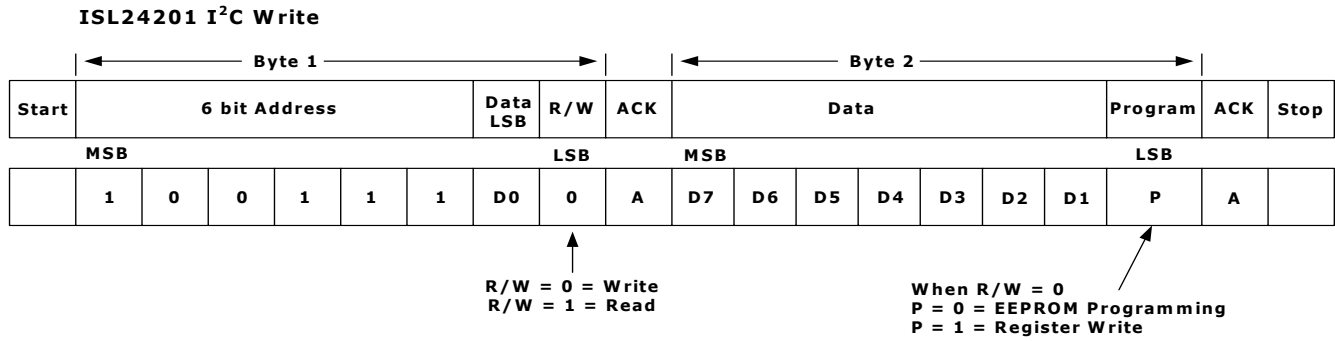 ISL24201 I²C Write
Byte 1 Byte 2
Start 6 bit Address Data LSB R/W ACK Data Program ACK Stop
MSB LSB MSB LSB
1 0 0 1 1 1 D0 0 A D7 D6 D5 D4 D3 D2 D1 P A
R/W = 0 = Write
R/W = 1 = Read
When R/W = 0
P = 0 = EEPROM Programming
P = 1 = Register Write